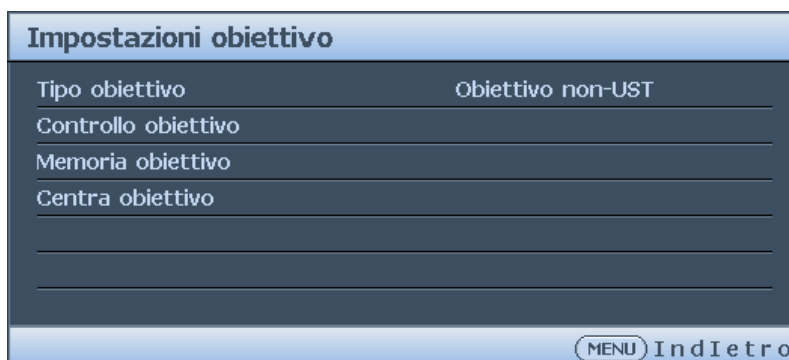 Impostazioni obiettivo
Tipo obiettivo Obiettivo non-UST
Controllo obiettivo
Memoria obiettivo
Centra obiettivo
MENU IndIetro